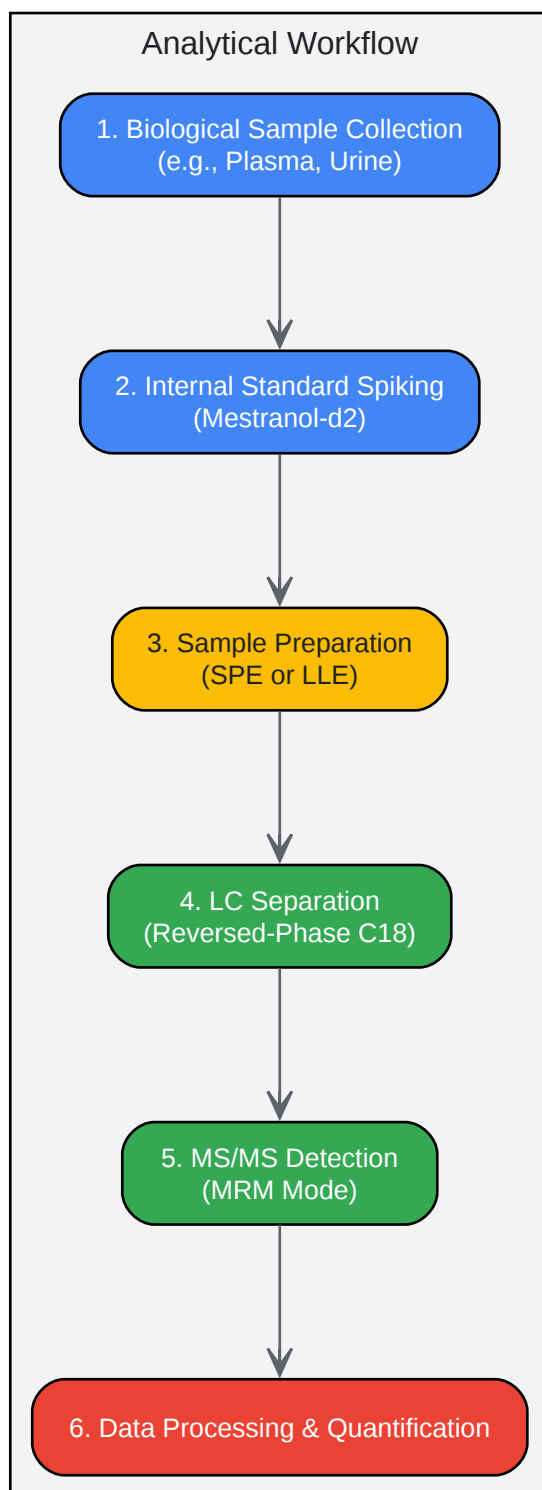 Analytical Workflow
1. Biological Sample Collection
(e.g., Plasma, Urine)
2. Internal Standard Spiking
(Mestranol-d2)
3. Sample Preparation
(SPE or LLE)
4. LC Separation
(Reversed-Phase C18)
5. MS/MS Detection
(MRM Mode)
6. Data Processing & Quantification